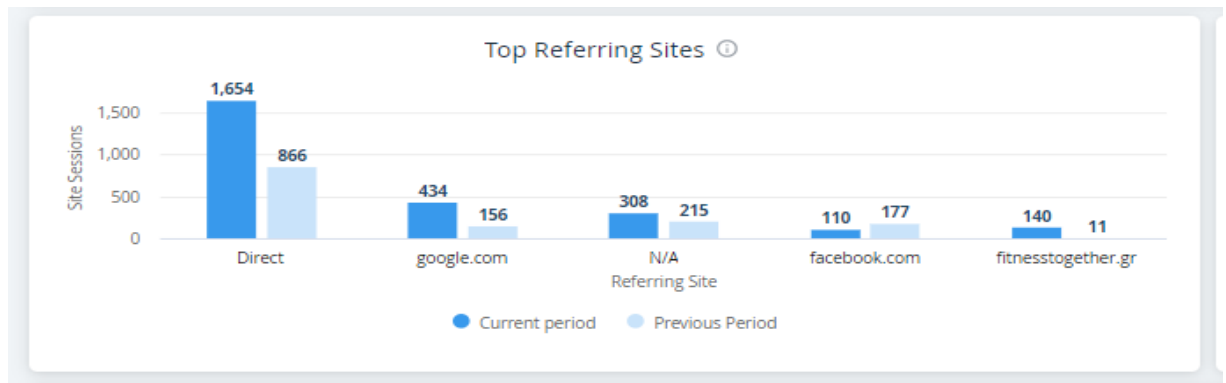 Top Referring Sites
1,654
1,500
1,000
866
Site Sessions
500
434
156
308
215
110
177
140
11
0
Direct
google.com
N/A
facebook.com
fitnesstogether.gr
Referring Site
Current period
Previous Period